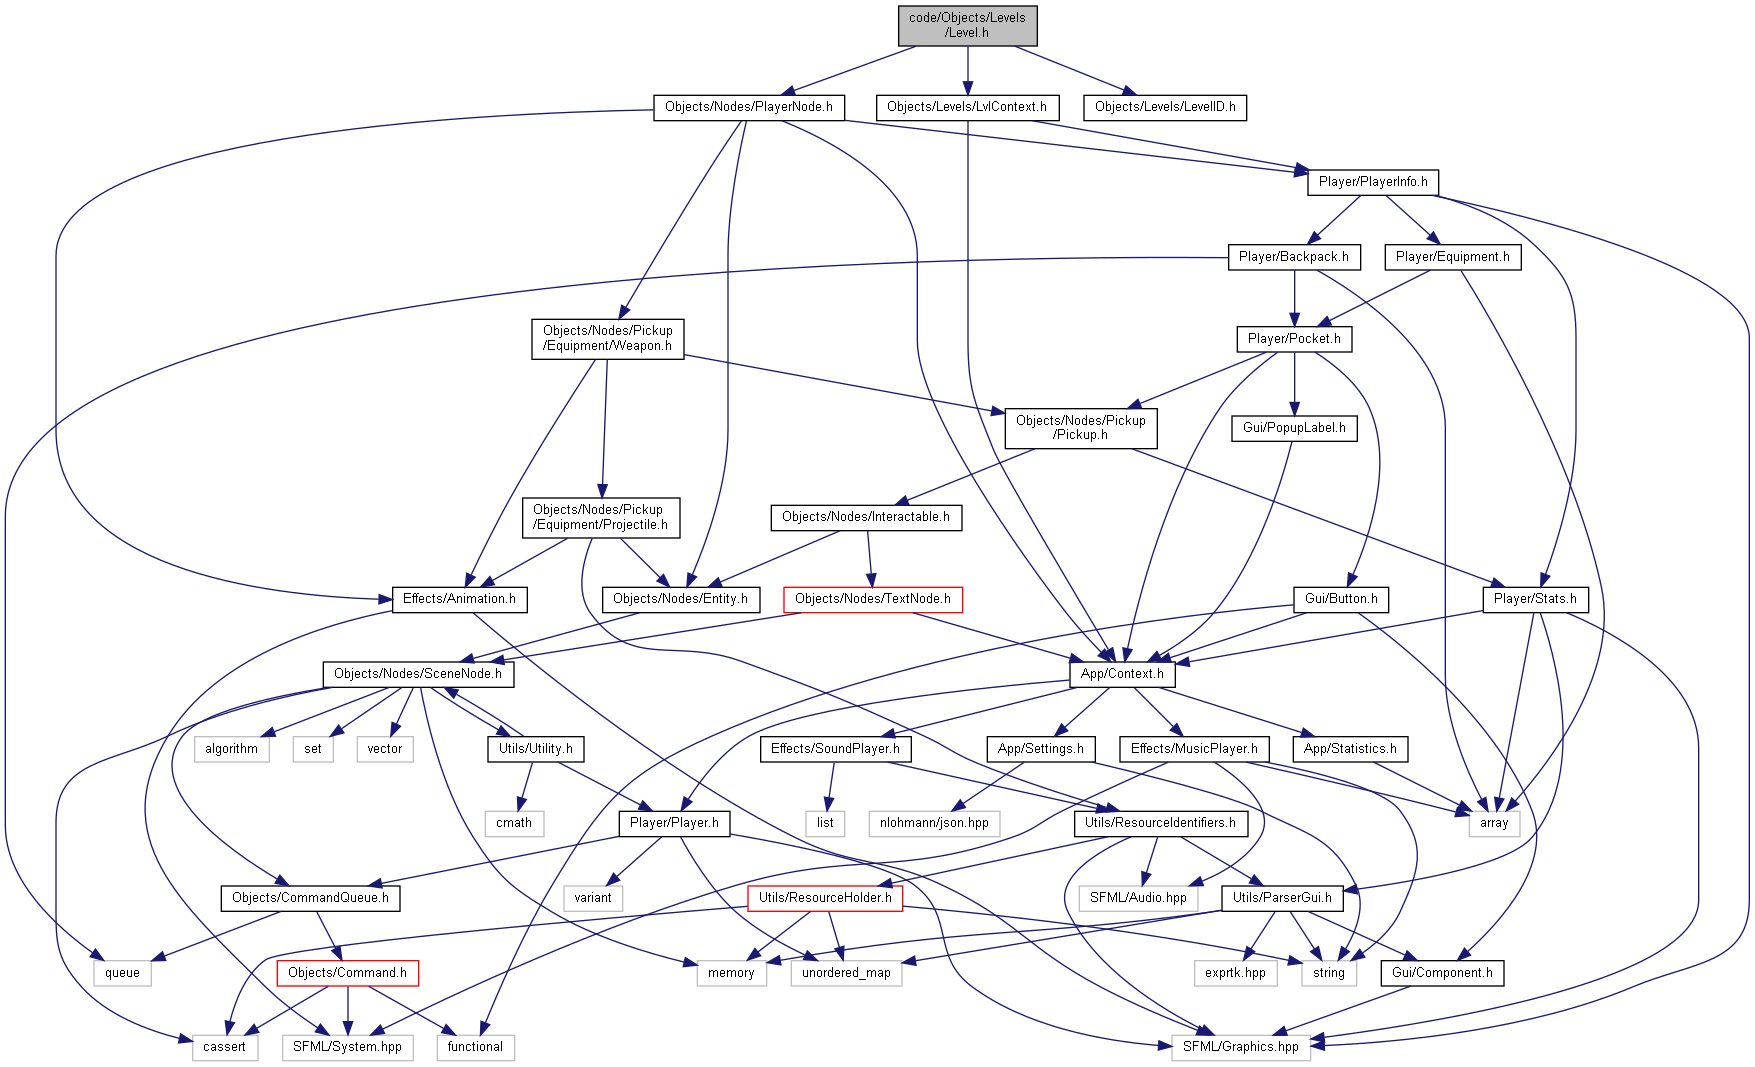 code/Objects/Levels
/Level.h
Objects/Nodes/PlayerNode.h
Objects/Levels/LvlContext.h
Objects/Levels/LevelID.h
Player/PlayerInfo.h
Player/Backpack.h
Player/Equipment.h
Objects/Nodes/Pickup
/Equipment/Weapon.h
Player/Pocket.h
Objects/Nodes/Pickup
/Pickup.h
Gui/PopupLabel.h
Objects/Nodes/Pickup
/Equipment/Projectile.h
Objects/Nodes/Interactable.h
Effects/Animation.h
Objects/Nodes/Entity.h
Objects/Nodes/TextNode.h
Gui/Button.h
Player/Stats.h
Objects/Nodes/SceneNode.h
App/Context.h
algorithm
set
vector
Utils/Utility.h
Effects/SoundPlayer.h
App/Settings.h
Effects/MusicPlayer.h
App/Statistics.h
cmath
Player/Player.h
list
nlohmann/json.hpp
Utils/ResourceIdentifiers.h
array
Objects/CommandQueue.h
variant
Utils/ResourceHolder.h
SFML/Audio.hpp
Utils/ParserGui.h
queue
Objects/Command.h
memory
unordered_map
exprtk.hpp
string
Gui/Component.h
cassert
SFML/System.hpp
functional
SFML/Graphics.hpp